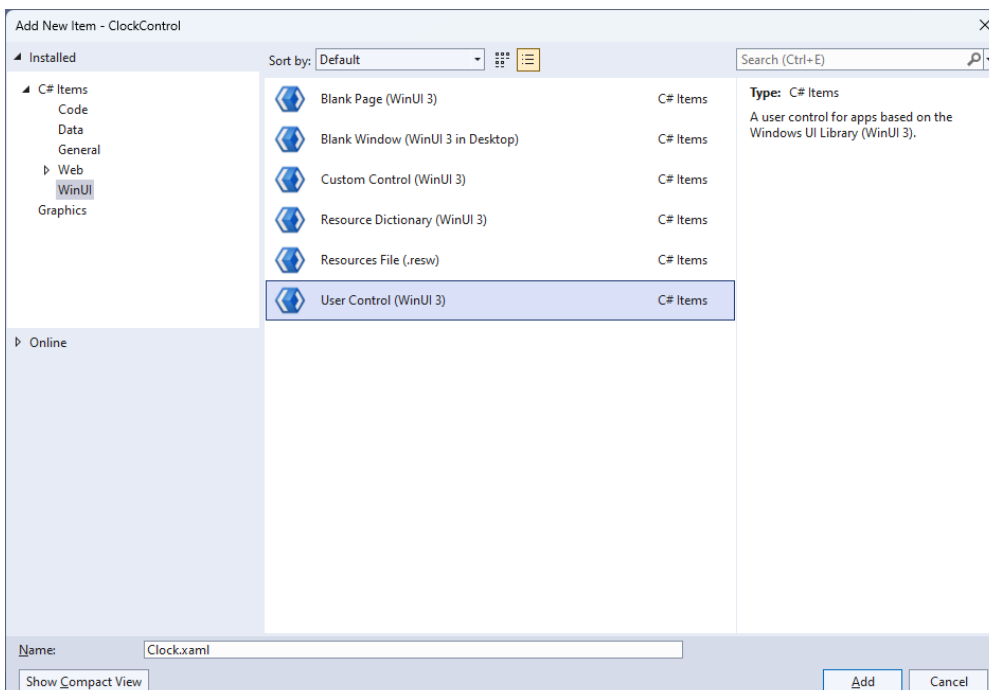 Add New Item - ClockControl
Installed
C# Items
Code
Data
General
Web
WinUI
Graphics
Online
Sort by: Default
Blank Page (WinUI 3) C# Items
Blank Window (WinUI 3 in Desktop) C# Items
Custom Control (WinUI 3) C# Items
Resource Dictionary (WinUI 3) C# Items
Resources File (.resw) C# Items
User Control (WinUI 3) C# Items
Search (Ctrl+E)
Type: C# Items
A user control for apps based on the
Windows UI Library (WinUI 3).
Name: Clock.xaml
Show Compact View
Add Cancel